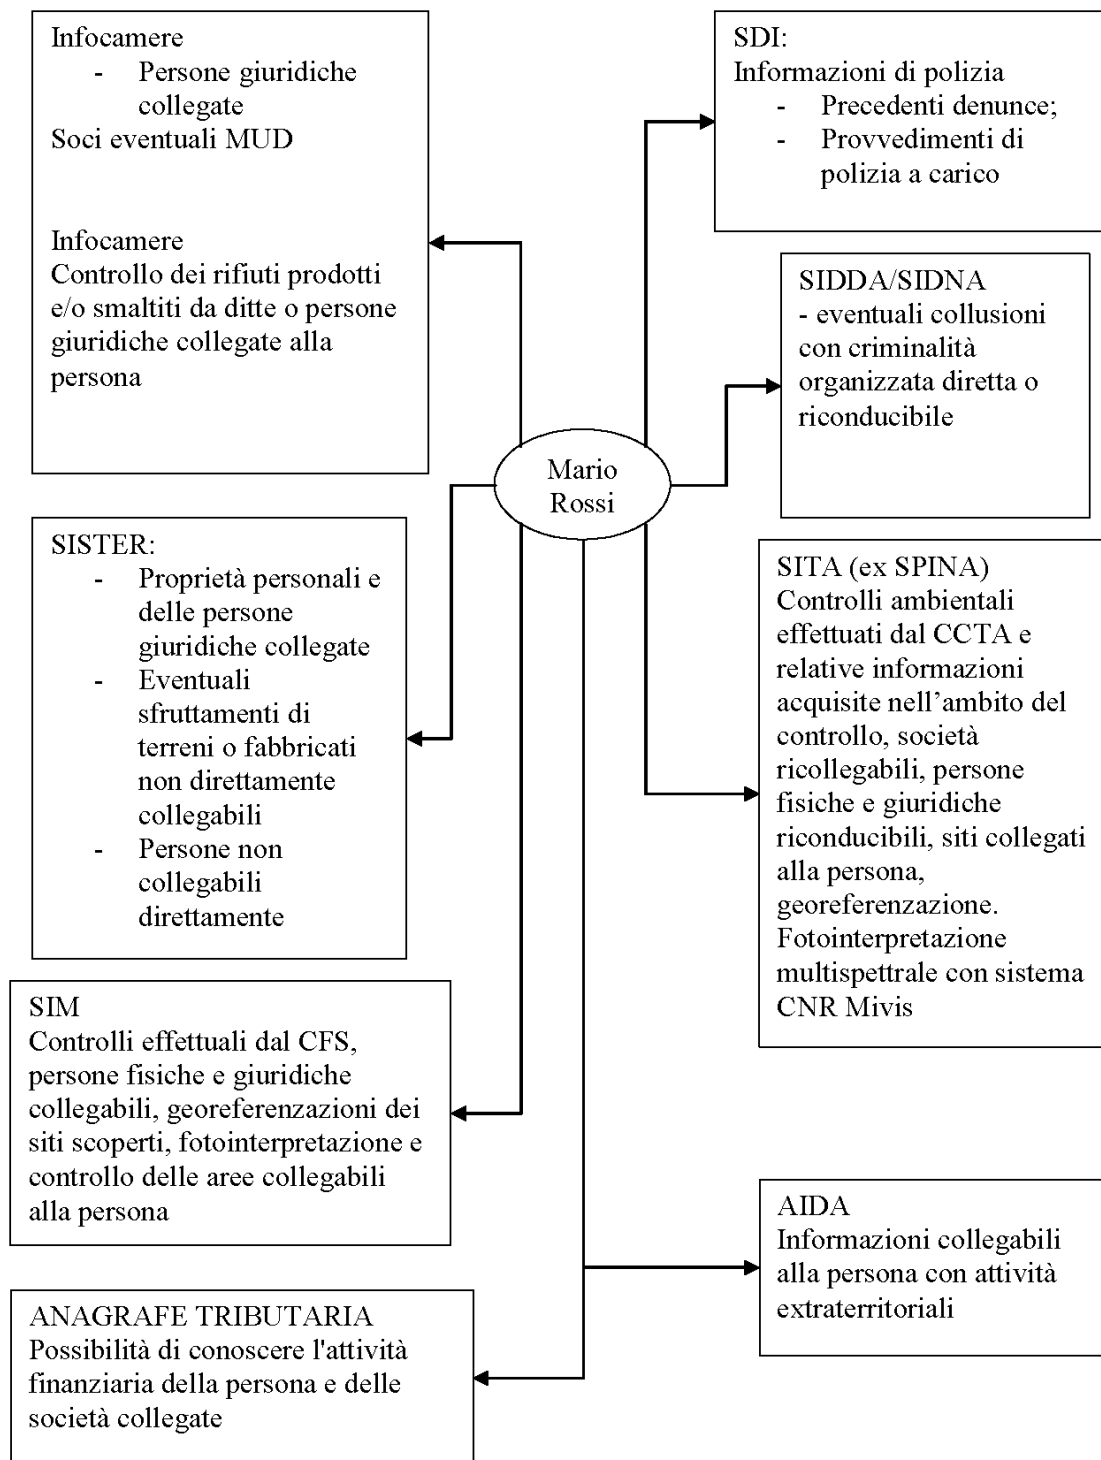 Infocamere
- Persone giuridiche
collegate
Soci eventuali MUD
Infocamere
Controllo dei rifiuti prodotti
e/o smaltiti da ditte o persone
giuridiche collegate alla
persona
SDI:
Informazioni di polizia
- Precedenti denunce;
- Provvedimenti di
polizia a carico
SIDDA/SIDNA
- eventuali collusioni
con criminalità
organizzata diretta o
riconducibile
Mario
Rossi
SISTER:
- Proprietà personali e
delle persone
giuridiche collegate
- Eventuali
sfruttamenti di
terreni o fabbricati
non direttamente
collegabili
- Persone non
collegabili
direttamente
SITA (ex SPINA)
Controlli ambientali
effettuati dal CCTA e
relative informazioni
acquisite nell’ambito del
controllo, società
ricollegabili, persone
fisiche e giuridiche
riconducibili, siti collegati
alla persona,
georeferenzazione.
Fotointerpretazione
multispettrale con sistema
CNR Mivis
SIM
Controlli effettuali dal CFS,
persone fisiche e giuridiche
collegabili, georeferenzazioni dei
siti scoperti, fotointerpretazione e
controllo delle aree collegabili
alla persona
AIDA
Informazioni collegabili
alla persona con attività
extraterritoriali
ANAGRAFE TRIBUTARIA
Possibilità di conoscere l'attività
finanziaria della persona e delle
società collegate